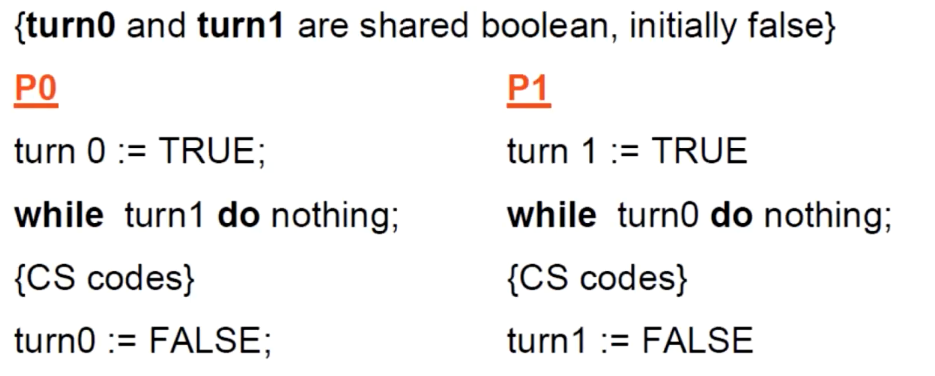 {turn0 and turn1 are shared boolean, initially false}
P0 P1
turn 0 := TRUE; turn 1 := TRUE
while turn1 do nothing; while turn0 do nothing;
{CS codes} {CS codes}
turn0 := FALSE; turn1 := FALSE